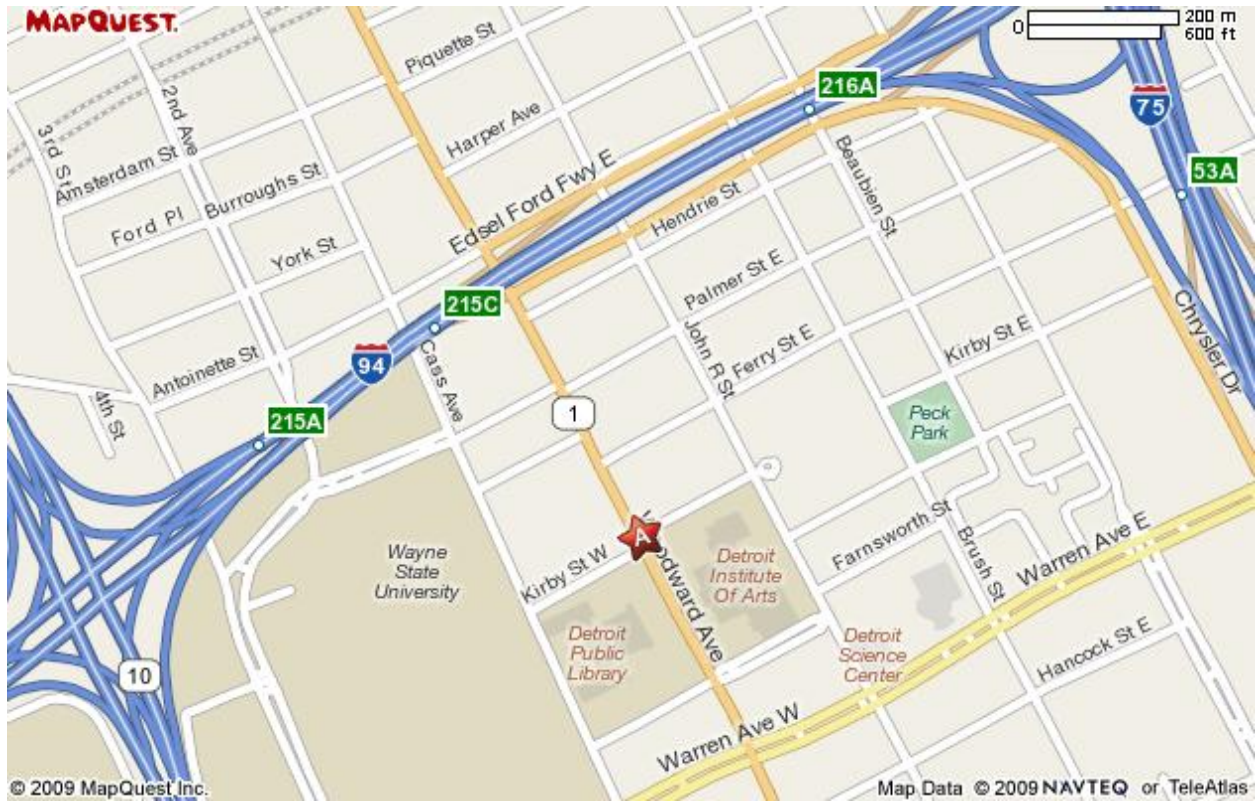 MAPQUEST.
0
200 m
600 ft
Piquette St
2nd Ave
3rd St
Harper Ave
216A
75
53A
Amsterdam St
Burroughs St
Ford Pl
York St
Edsel Ford Fwy E
Hendrie St
Beaubien St
Palmer St E
215C
94
Antoinette St
Cass Ave
John R St
Ferry St E
Kirby St E
Chrysler Dr
4th St
215A
1
Peck
Park
A
Woodward Ave
Wayne
State
University
Kirby St W
Detroit
Institute
Of Arts
Farnsworth St
Brush St
Warren Ave E
Detroit
Public
Library
Detroit
Science
Center
Hancock St E
10
Warren Ave W
© 2009 MapQuest Inc.
Map Data © 2009 NAVTEQ or TeleAtlas